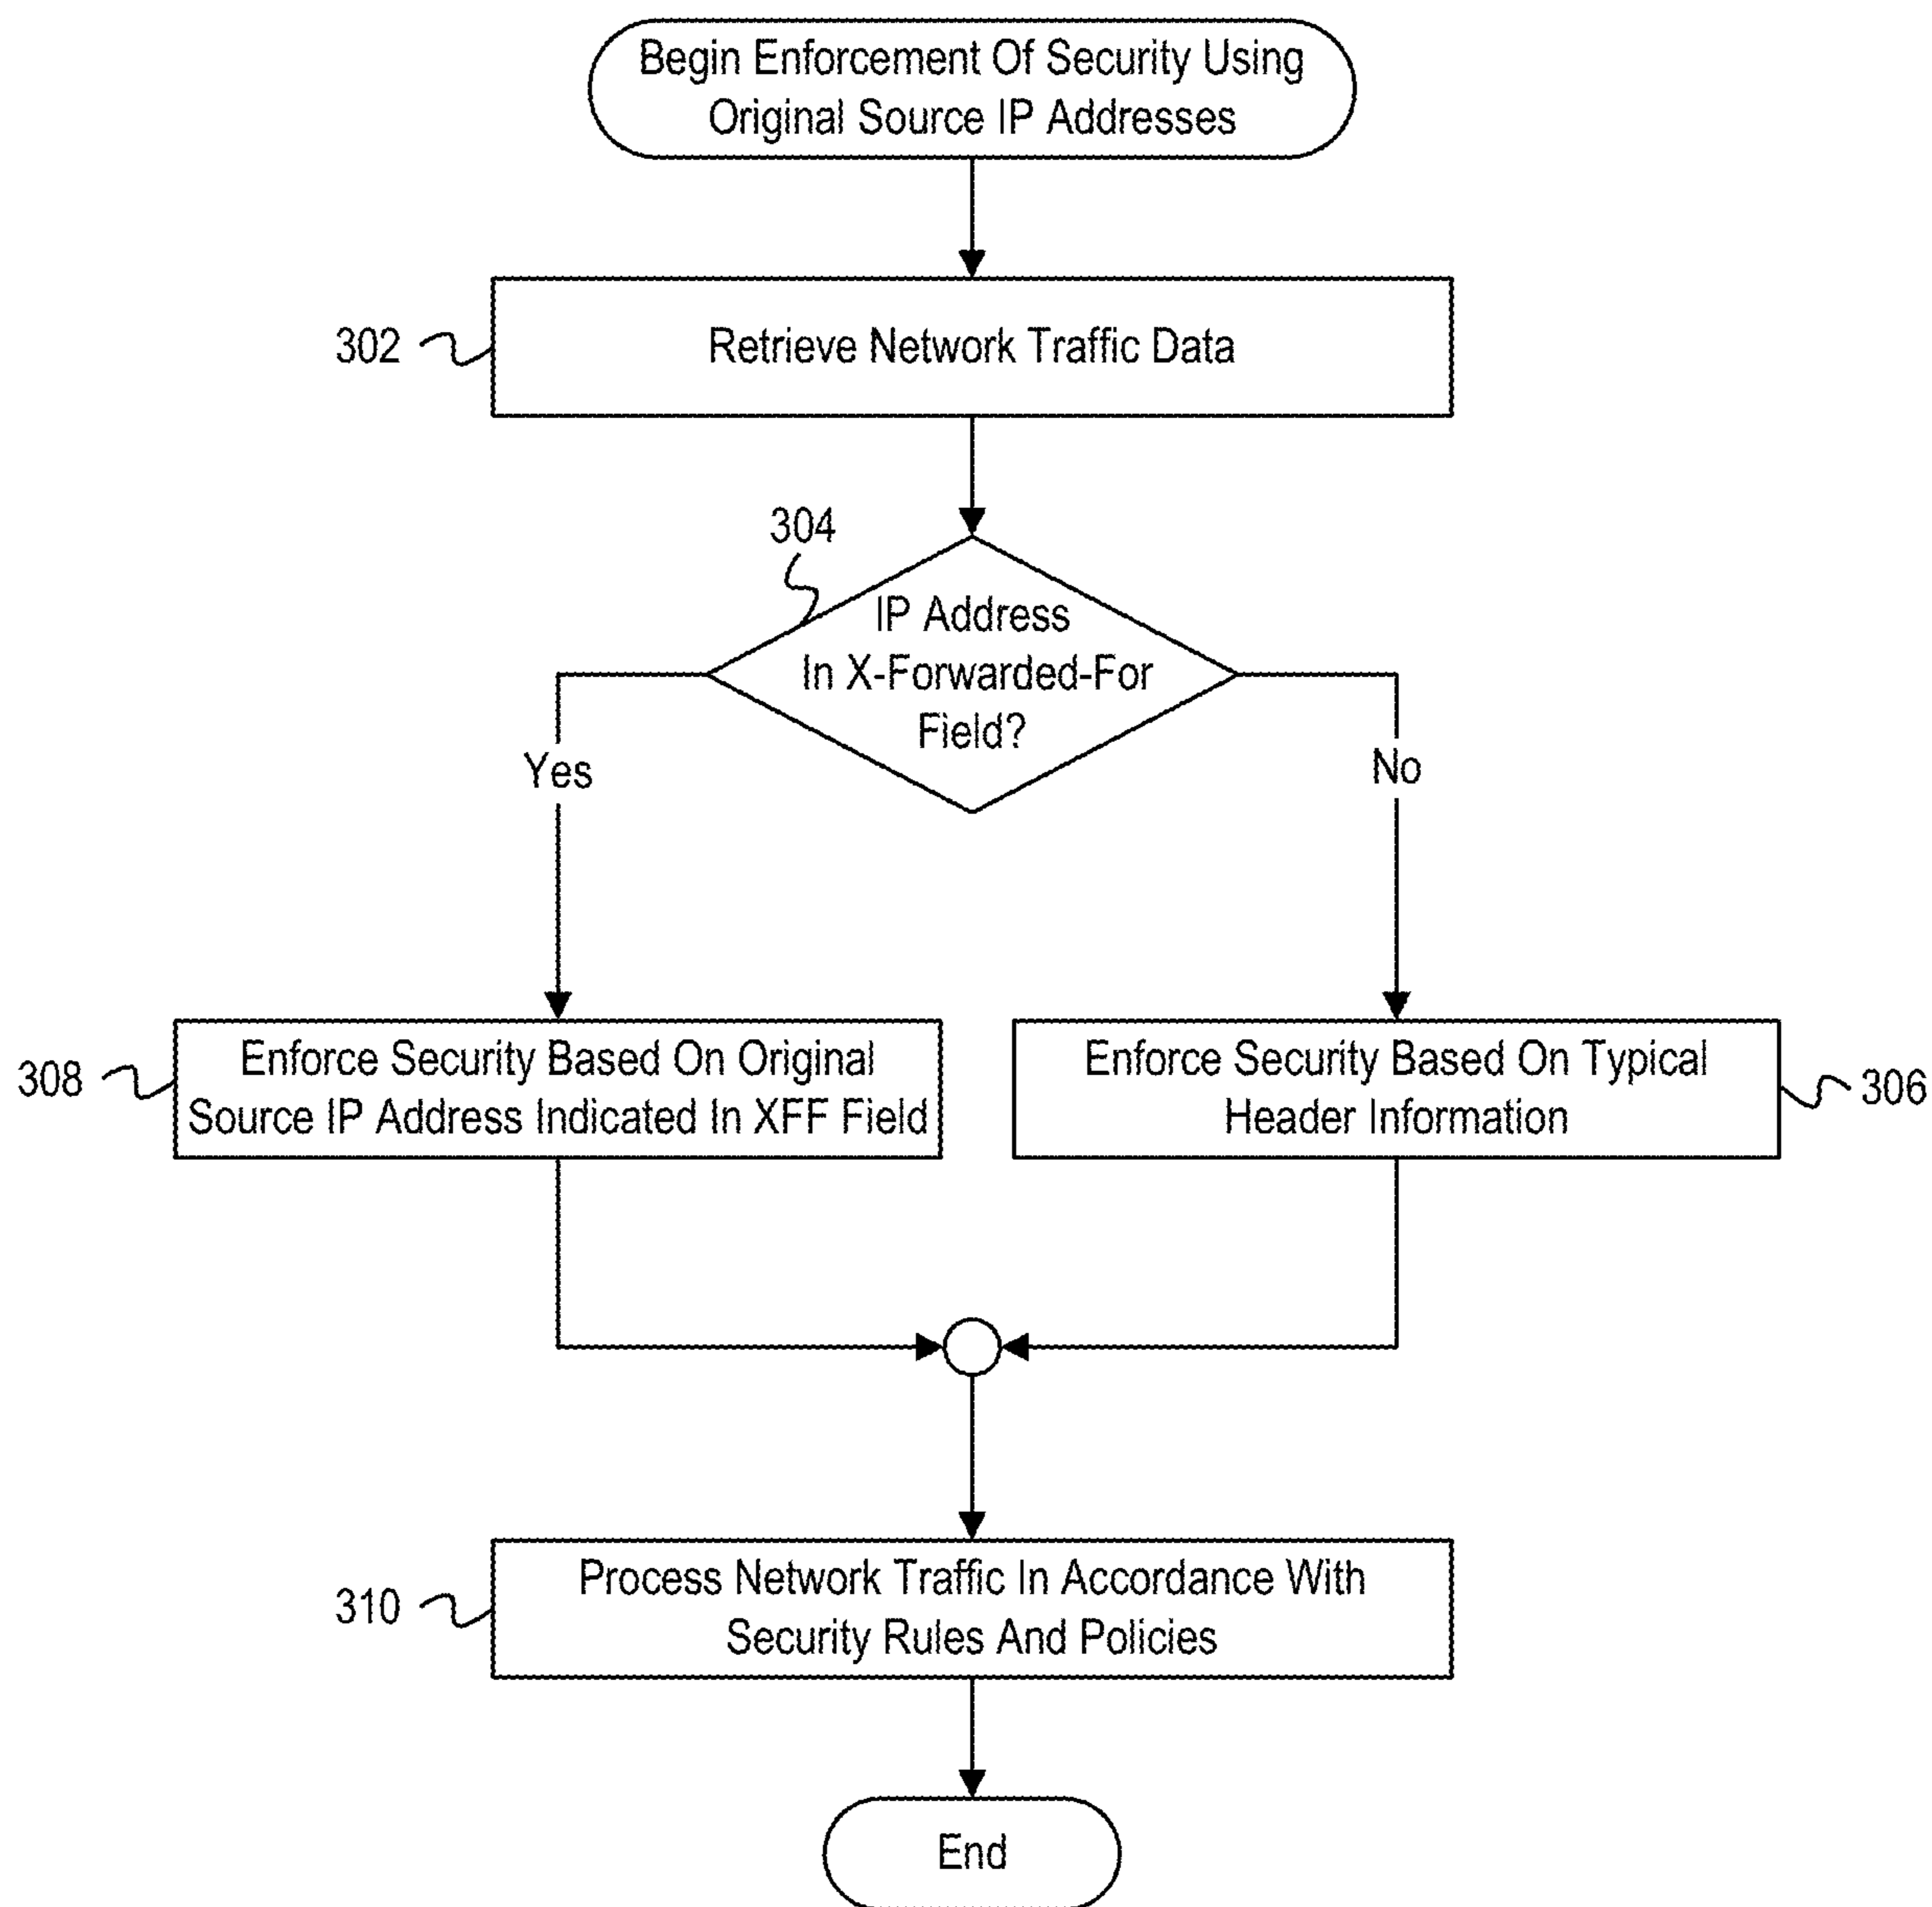 Begin Enforcement Of Security Using
Original Source IP Addresses
302
Retrieve Network Traffic Data
304
IP Address
In X-Forwarded-For
Field?
Yes
No
308
Enforce Security Based On Original
Source IP Address Indicated In XFF Field
Enforce Security Based On Typical
Header Information
306
310
Process Network Traffic In Accordance With
Security Rules And Policies
End